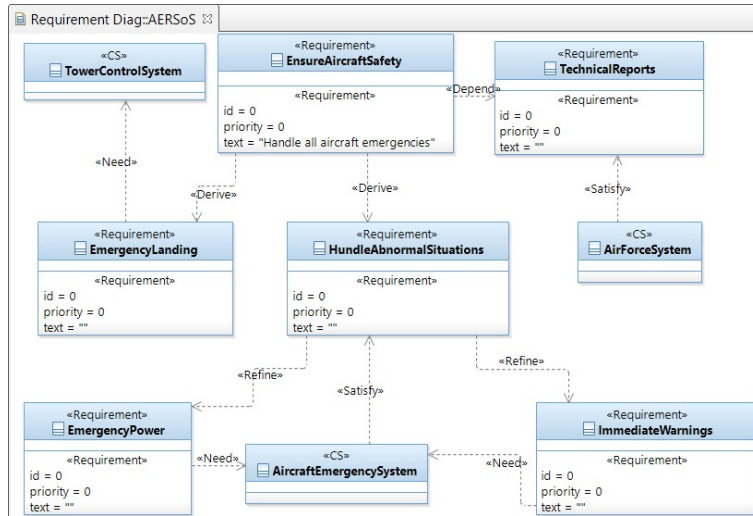 Requirement Diag::AERSoS
«CS»
TowerControlSystem
«Requirement»
EnsureAircraftSafety
«Requirement»
id = 0
priority = 0
text = "Handle all aircraft emergencies"
«Depend»
«Requirement»
TechnicalReports
«Requirement»
id = 0
priority = 0
text = ""
«Need»
«Derive»
«Derive»
«Satisfy»
«Requirement»
EmergencyLanding
«Requirement»
id = 0
priority = 0
text = ""
«Requirement»
HundleAbnormalSituations
«Requirement»
id = 0
priority = 0
text = ""
«CS»
AirForceSystem
«Refine»
«Satisfy»
«Refine»
«Requirement»
EmergencyPower
«Requirement»
id = 0
priority = 0
text = ""
«Need»
«CS»
AircraftEmergencySystem
«Need»
«Requirement»
ImmediateWarnings
«Requirement»
id = 0
priority = 0
text = ""